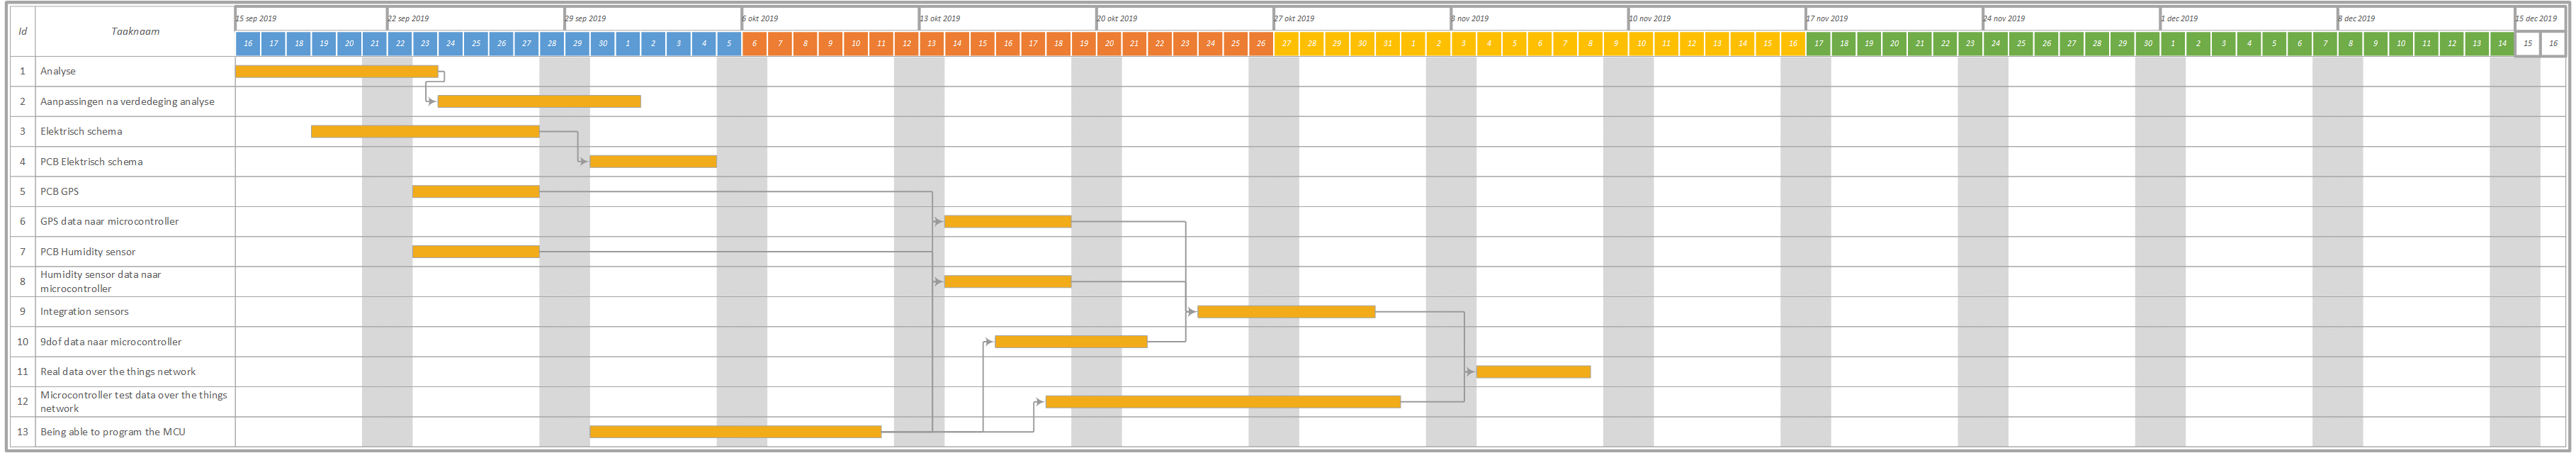 Id Taaknaam 15 sep 2019 22 sep 2019 29 sep 2019 6 okt 2019 13 okt 2019 20 okt 2019 27 okt 2019 3 nov 2019 10 nov 2019 17 nov 2019 24 nov 2019 1 dec 2019 8 dec 2019 15 dec 2019
16 17 18 19 20 21 22 23 24 25 26 27 28 29 30 1 2 3 4 5 6 7 8 9 10 11 12 13 14 15 16 17 18 19 20 21 22 23 24 25 26 27 28 29 30 31 1 2 3 4 5 6 7 8 9 10 11 12 13 14 15 16 17 18 19 20 21 22 23 24 25 26 27 28 29 30 1 2 3 4 5 6 7 8 9 10 11 12 13 14 15 16
1 Analyse
2 Aanpassingen na verdedeging analyse
3 Elektrisch schema
4 PCB Elektrisch schema
5 PCB GPS
6 GPS data naar microcontroller
7 PCB Humidity sensor
8 Humidity sensor data naar
microcontroller
9 Integration sensors
10 9dof data naar microcontroller
11 Real data over the things network
12 Microcontroller test data over the things
network
13 Being able to program the MCU